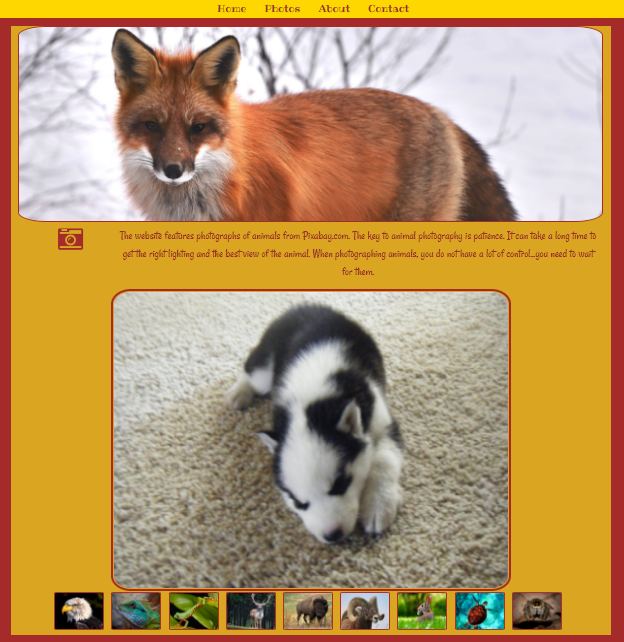 Home Photos About Contact
The website features photographs of animals from Pixabay.com. The key to animal photography is patience. It can take a long time to
get the right lighting and the best view of the animal. When photographing animals, you do not have a lot of control...you need to wait
for them.